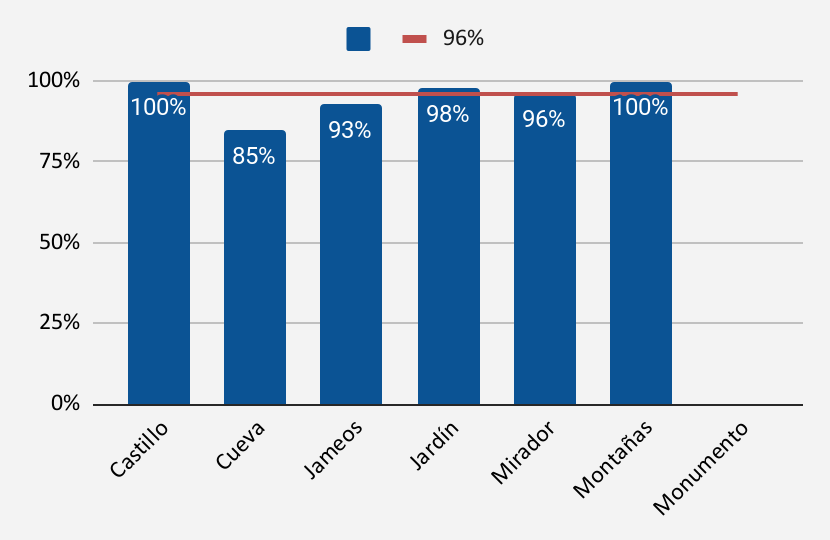 96%
100%
75%
50%
25%
0%
100%
85%
93%
98%
96%
100%
Castillo
Cueva
Jameos
Jardín
Mirador
Montañas
Monumento